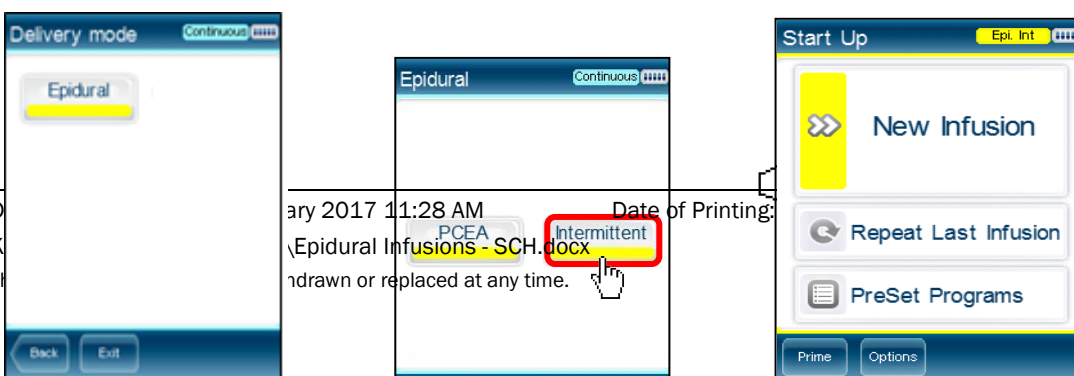 Delivery mode Continuous
Epidural
Back Exit
Epidural Continuous
PCEA Intermittent
Start Up Epi. Int
New Infusion
Repeat Last Infusion
PreSet Programs
Prime Options
ary 2017 11:28 AM Date of Printing:
\Epidural Infusions - SCH.docx
ndrawn or replaced at any time.